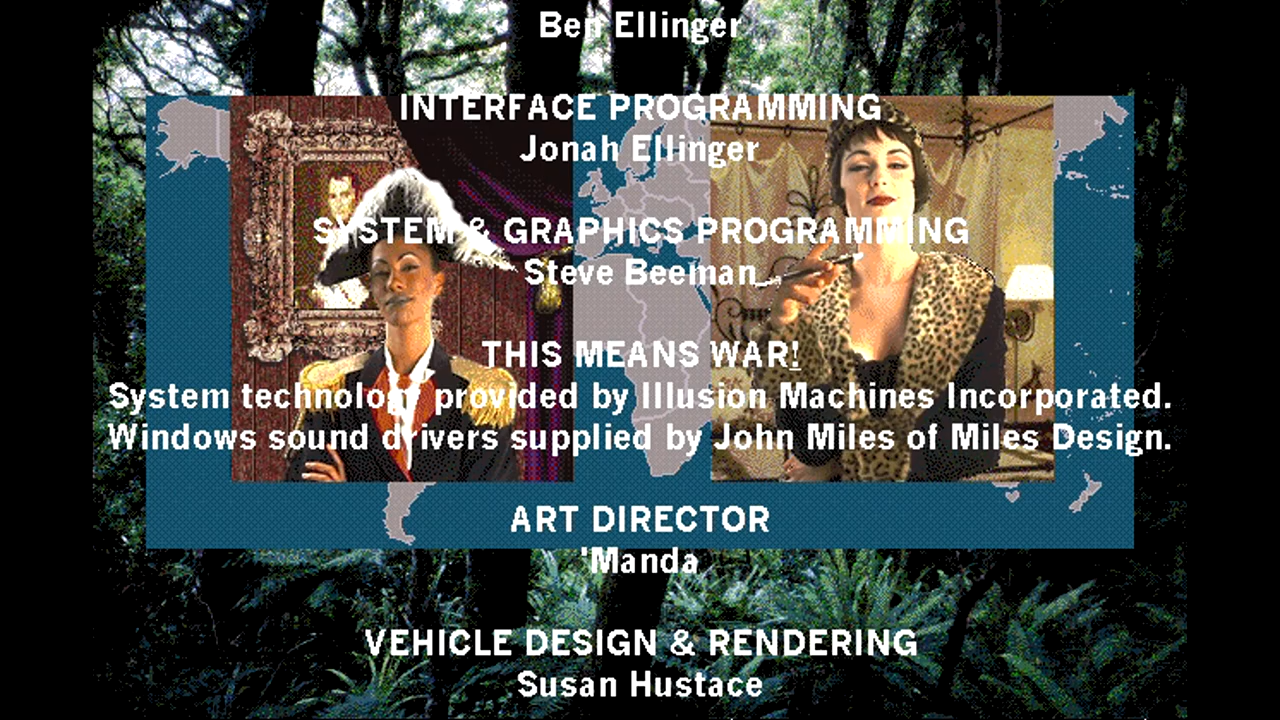 Ben Ellinger
INTERFACE PROGRAMMING
Jonah Ellinger
SYSTEM & GRAPHICS PROGRAMMING
Steve Beeman
THIS MEANS WAR!
System technology provided by Illusion Machines Incorporated.
Windows sound drivers supplied by John Miles of Miles Design.
ART DIRECTOR
'Manda
VEHICLE DESIGN & RENDERING
Susan Hustace